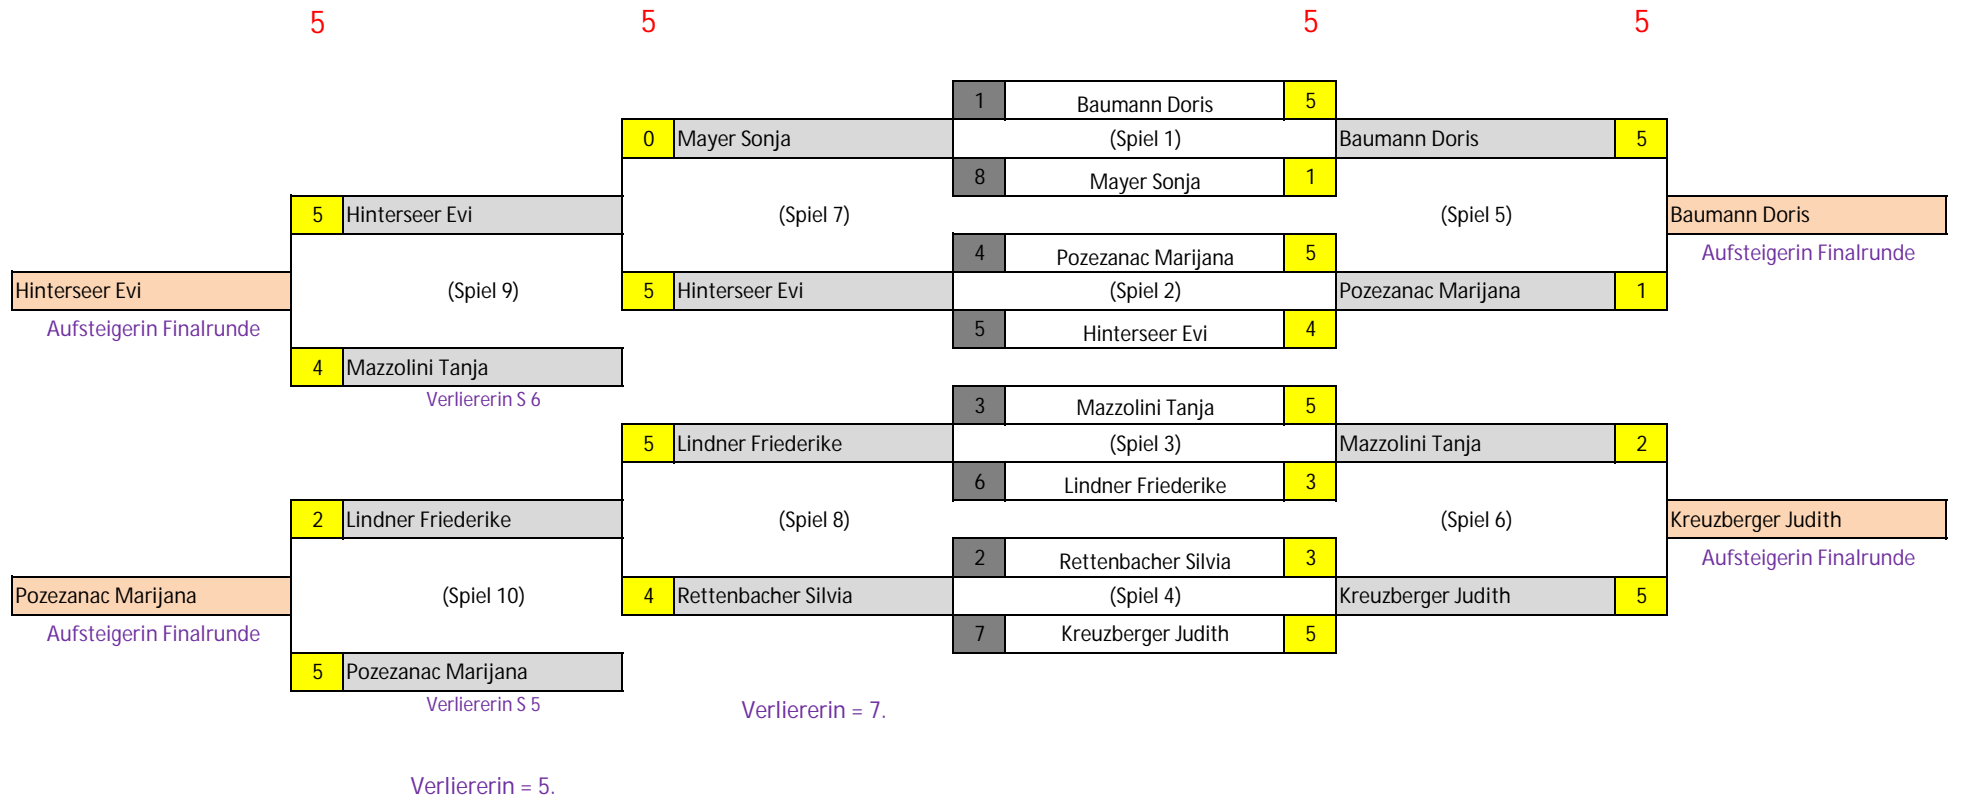 5 5 5 5
1 Baumann Doris 5
0 Mayer Sonja (Spiel 1) Baumann Doris 5
8 Mayer Sonja 1
5 Hinterseer Evi (Spiel 7) (Spiel 5) Baumann Doris
4 Pozezanac Marijana 5 Aufsteigerin Finalrunde
Hinterseer Evi (Spiel 9) 5 Hinterseer Evi (Spiel 2) Pozezanac Marijana 1
Aufsteigerin Finalrunde 5 Hinterseer Evi 4
4 Mazzolini Tanja
Verliererin S 6 3 Mazzolini Tanja 5
5 Lindner Friederike (Spiel 3) Mazzolini Tanja 2
6 Lindner Friederike 3
2 Lindner Friederike (Spiel 8) (Spiel 6) Kreuzberger Judith
2 Rettenbacher Silvia 3 Aufsteigerin Finalrunde
Pozezanac Marijana (Spiel 10) 4 Rettenbacher Silvia (Spiel 4) Kreuzberger Judith 5
Aufsteigerin Finalrunde 7 Kreuzberger Judith 5
5 Pozezanac Marijana
Verliererin S 5 Verliererin = 7.
Verliererin = 5.